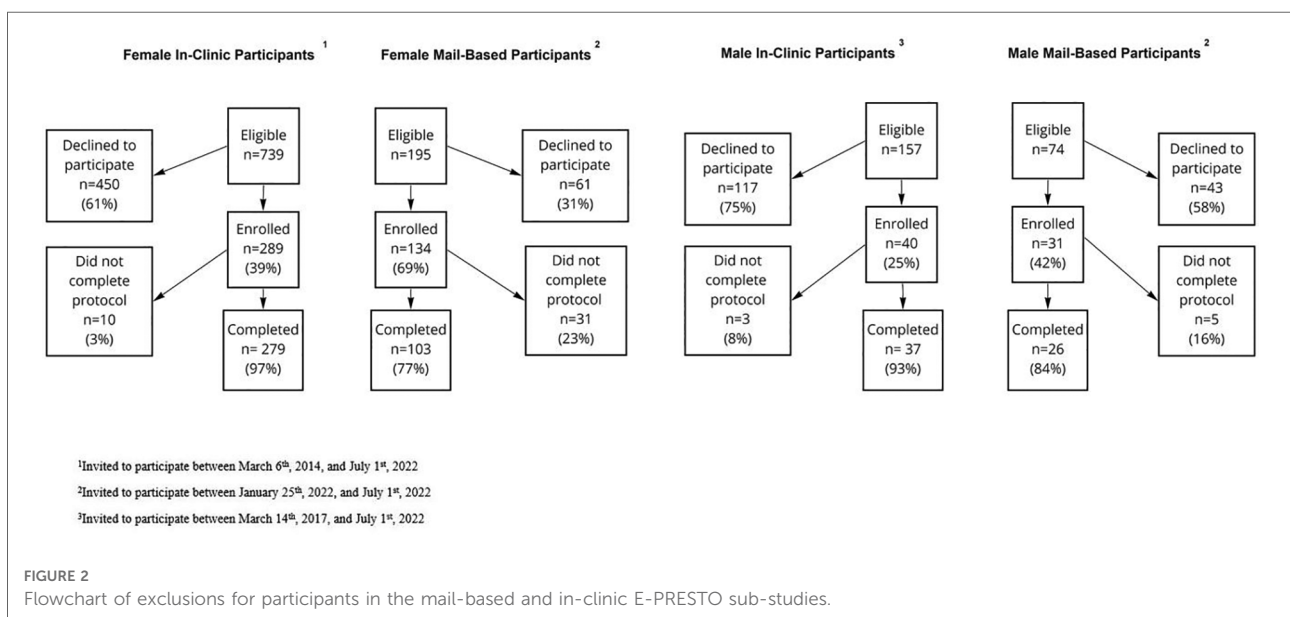 Female In-Clinic Participants 1
Declined to
participate
n=450
(61%)
Eligible
n=739
Enrolled
n=289
(39%)
Did not
complete
protocol
n=10
(3%)
Completed
n= 279
(97%)
Female Mail-Based Participants 2
Eligible
n=195
Declined to
participate
n=61
(31%)
Enrolled
n=134
(69%)
Did not
complete
protocol
n=31
(23%)
Completed
n=103
(77%)
Male In-Clinic Participants 3
Declined to
participate
n=117
(75%)
Eligible
n=157
Enrolled
n=40
(25%)
Did not
complete
protocol
n=3
(8%)
Completed
n= 37
(93%)
Male Mail-Based Participants 2
Eligible
n=74
Declined to
participate
n=43
(58%)
Enrolled
n=31
(42%)
Did not
complete
protocol
n=5
(16%)
Completed
n=26
(84%)
1Invited to participate between March 6th, 2014, and July 1st, 2022
2Invited to participate between January 25th, 2022, and July 1st, 2022
3Invited to participate between March 14th, 2017, and July 1st, 2022
FIGURE 2
Flowchart of exclusions for participants in the mail-based and in-clinic E-PRESTO sub-studies.